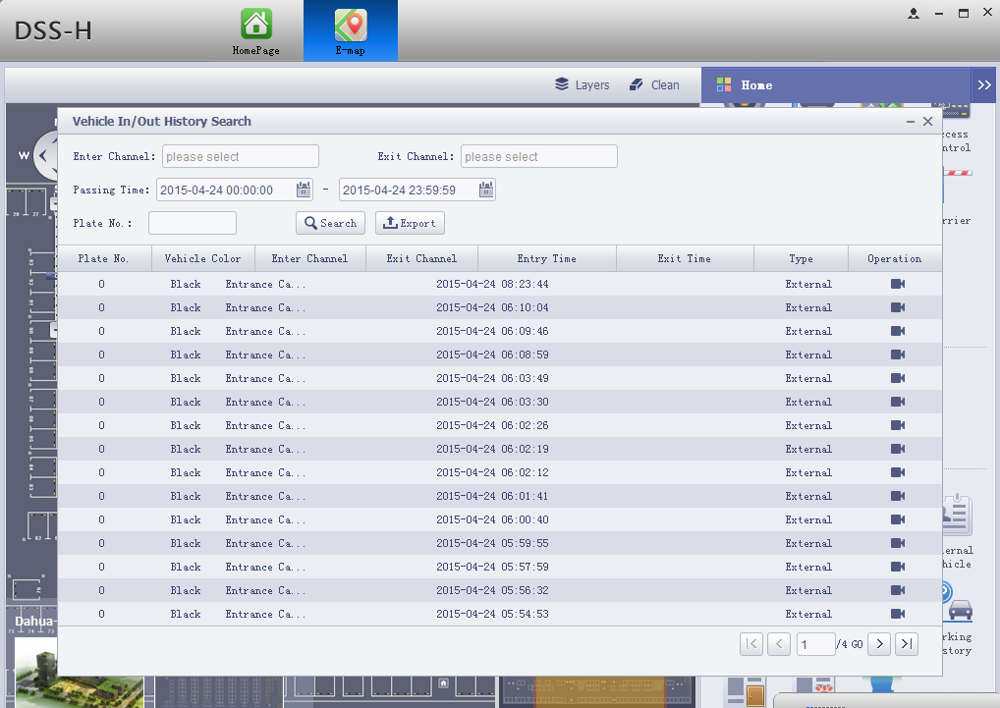 DSS-H
HomePage
E-map
Layers
Clean
Home
Vehicle In/Out History Search
Enter Channel: please select Exit Channel: please select
Passing Time: 2015-04-24 00:00:00 - 2015-04-24 23:59:59
Plate No.: Search Export
Plate No. Vehicle Color Enter Channel Exit Channel Entry Time Exit Time Type Operation
0 Black Entrance Ca... 2015-04-24 08:23:44 External
0 Black Entrance Ca... 2015-04-24 06:10:04 External
0 Black Entrance Ca... 2015-04-24 06:09:46 External
0 Black Entrance Ca... 2015-04-24 06:08:59 External
0 Black Entrance Ca... 2015-04-24 06:03:49 External
0 Black Entrance Ca... 2015-04-24 06:03:30 External
0 Black Entrance Ca... 2015-04-24 06:02:26 External
0 Black Entrance Ca... 2015-04-24 06:02:19 External
0 Black Entrance Ca... 2015-04-24 06:02:12 External
0 Black Entrance Ca... 2015-04-24 06:01:41 External
0 Black Entrance Ca... 2015-04-24 06:00:40 External
0 Black Entrance Ca... 2015-04-24 05:59:55 External
0 Black Entrance Ca... 2015-04-24 05:57:59 External
0 Black Entrance Ca... 2015-04-24 05:56:32 External
0 Black Entrance Ca... 2015-04-24 05:54:53 External
1 /4 GO
W
Dahua-
cess
ntrol
rrier
ernal
hicle
rking
story